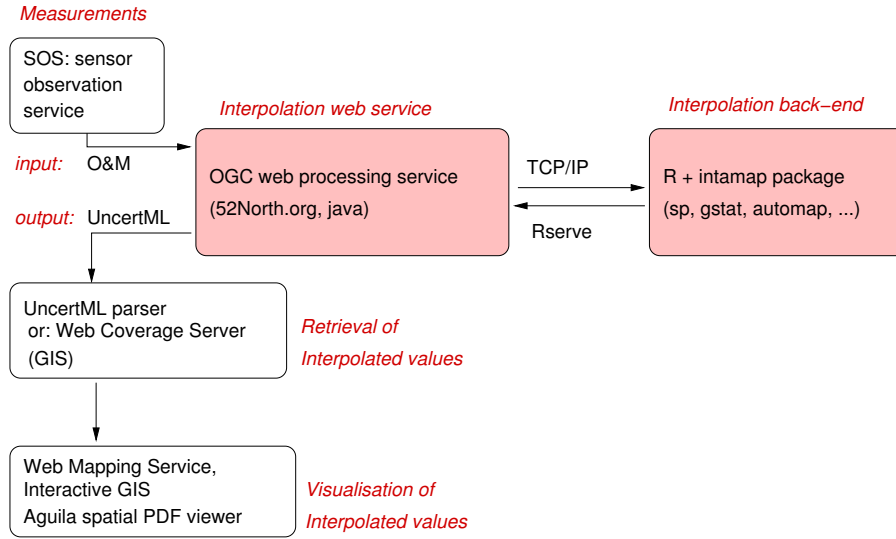 Measurements
SOS: sensor
observation
service
Interpolation web service
Interpolation back−end
input: O&M
OGC web processing service
(52North.org, java)
TCP/IP
Rserve
R + intamap package
(sp, gstat, automap, ...)
output: UncertML
UncertML parser
or: Web Coverage Server
(GIS)
Retrieval of
Interpolated values
Web Mapping Service,
Interactive GIS
Aguila spatial PDF viewer
Visualisation of
Interpolated values